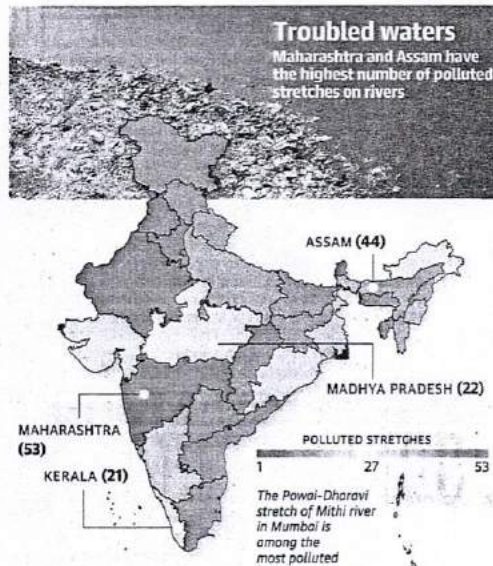 Troubled waters
Maharashtra and Assam have
the highest number of polluted
stretches on rivers
ASSAM (44)
MADHYA PRADESH (22)
MAHARASHTRA
(53)
KERALA (21)
POLLUTED STRETCHES
1 27 53
The Powai-Dharavi
stretch of Mithi river
in Mumbai is
among the
most polluted